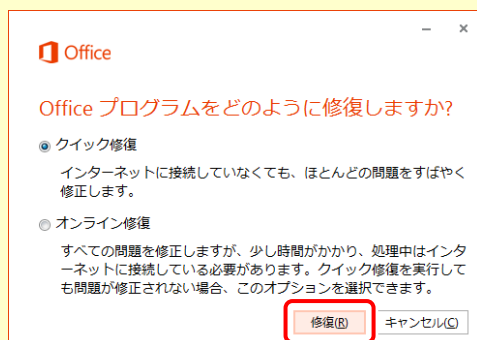 Office
Office プログラムをどのように修復しますか?
クイック修復
インターネットに接続していなくても、ほとんどの問題をすばやく
修正します。
オンライン修復
すべての問題を修正しますが、少し時間がかかり、処理中はインタ
ーネットに接続している必要があります。クイック修復を実行して
も問題が修正されない場合、このオプションを選択できます。
修復(R) キャンセル(C)